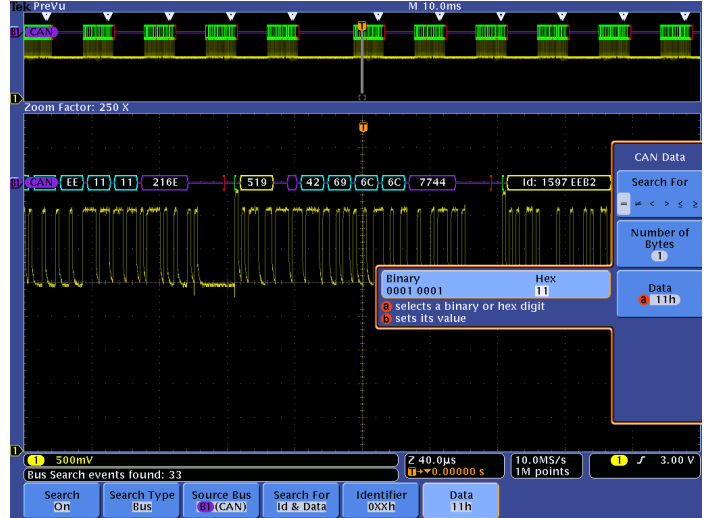 Tek PreVu
M 10.0ms
B1 CAN
1
Zoom Factor: 250 X
T
B1 CAN EE 11 11 216E 519 42 69 6C 6C 7744 Id: 1597 EEB2
CAN Data
Search For
= ≠ < > ≤ ≥
Number of
Bytes
1
Data
a 11h
Binary Hex
0001 0001 11
a selects a binary or hex digit
b sets its value
1
1 500mV
Z 40.0µs
T→▼0.00000 s
10.0MS/s
1M points
1 ∫ 3.00 V
Bus Search events found: 33
Search
On
Search Type
Bus
Source Bus
B1 (CAN)
Search For
Id & Data
Identifier
0XXh
Data
11h